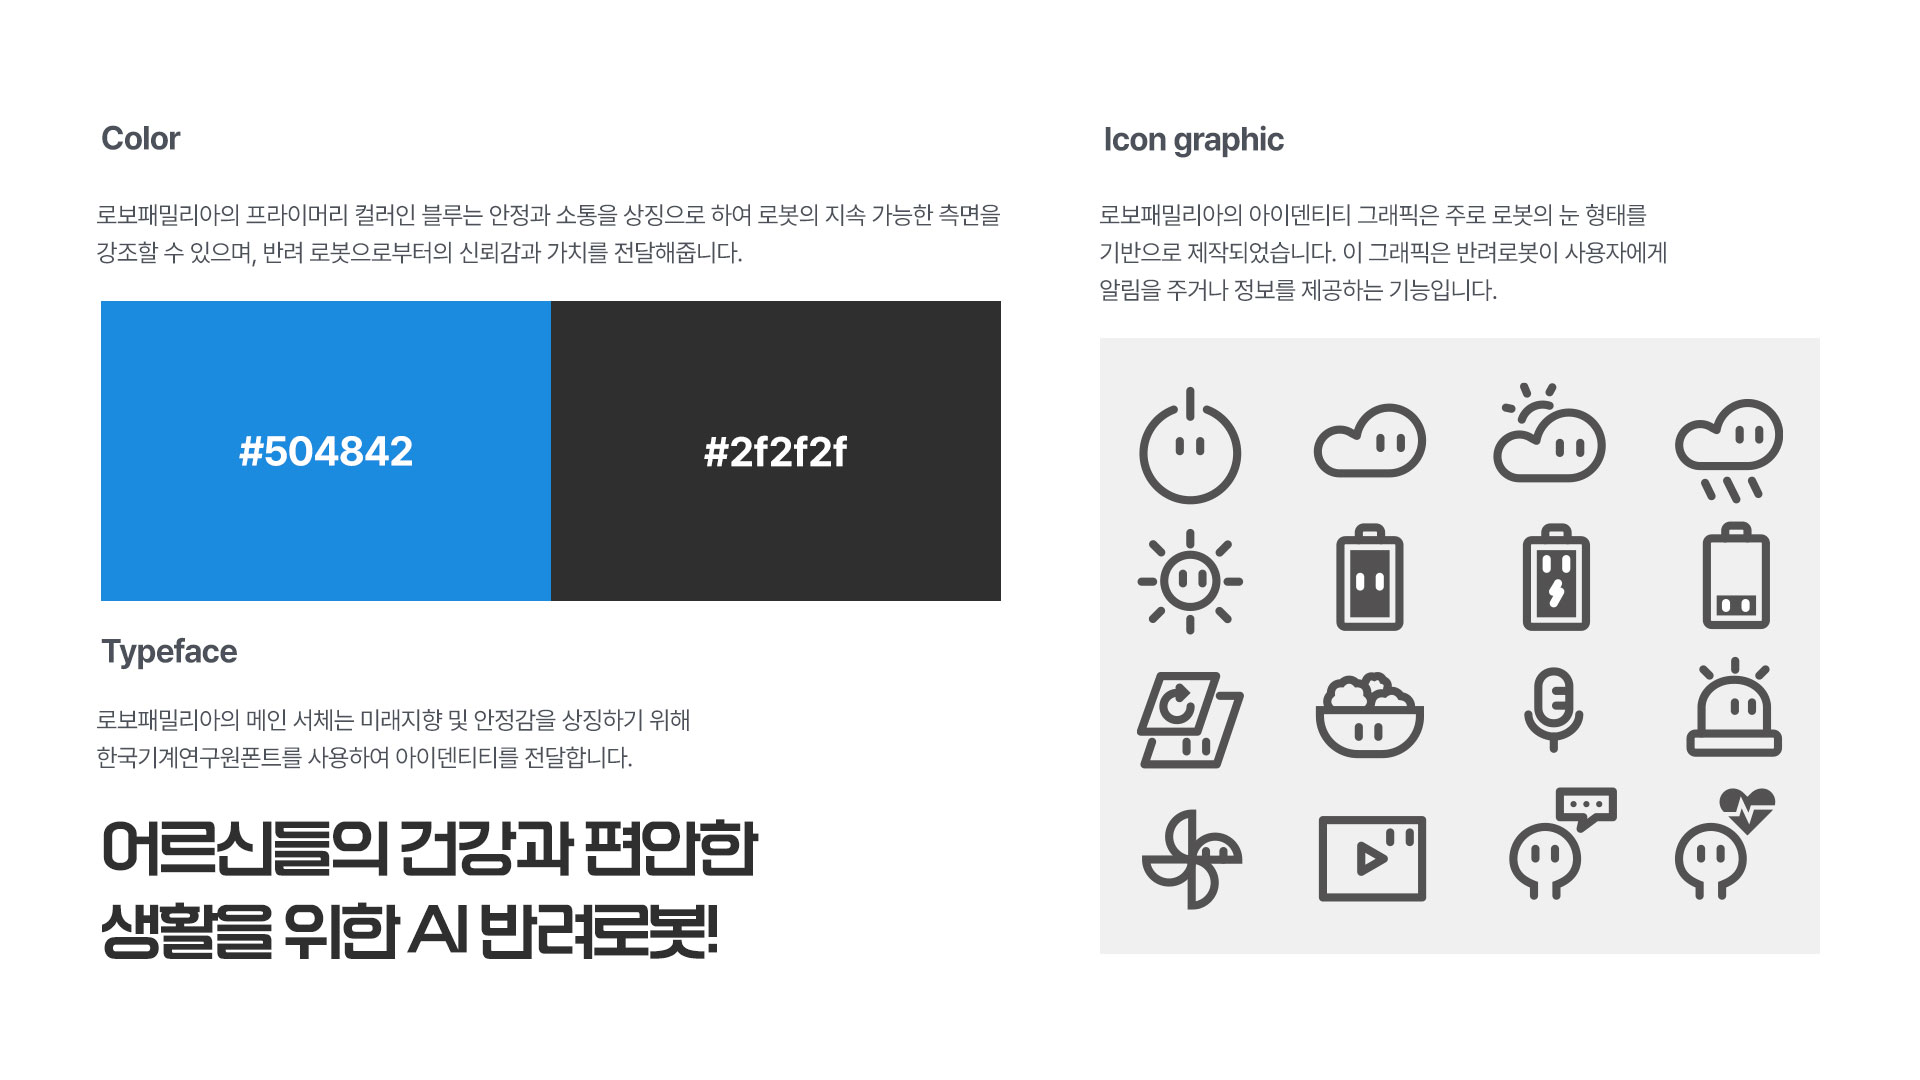 Color
로보패밀리아의 프라이머리 컬러인 블루는 안정과 소통을 상징으로 하여 로봇의 지속 가능한 측면을
강조할 수 있으며, 반려 로봇으로부터의 신뢰감과 가치를 전달해줍니다.
#504842
#2f2f2f
Typeface
로보패밀리아의 메인 서체는 미래지향 및 안정감을 상징하기 위해
한국기계연구원폰트를 사용하여 아이덴티티를 전달합니다.
어르신들의 건강과 편안한
생활을 위한 AI 반려로봇!
Icon graphic
로보패밀리아의 아이덴티티 그래픽은 주로 로봇의 눈 형태를
기반으로 제작되었습니다. 이 그래픽은 반려로봇이 사용자에게
알림을 주거나 정보를 제공하는 기능입니다.